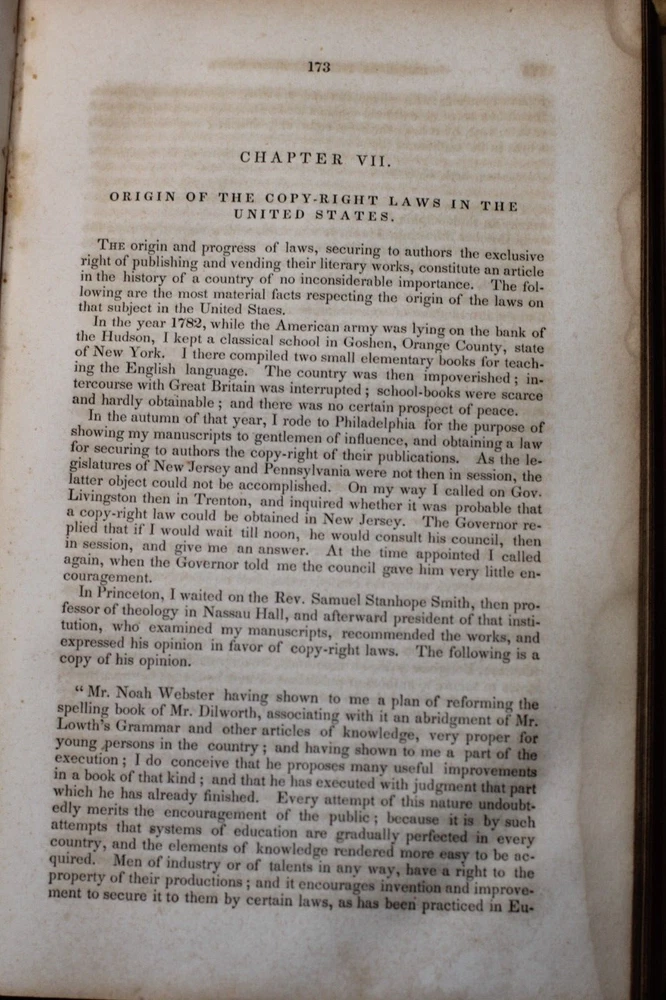 173
CHAPTER VII.
ORIGIN OF THE COPY-RIGHT LAWS IN THE
UNITED STATES.
THE origin and progress of laws, securing to authors the exclusive
right of publishing and vending their literary works, constitute an article
in the history of a country of no inconsiderable importance. The fol-
lowing are the most material facts respecting the origin of the laws on
that subject in the United Staes.
In the year 1782, while the American army was lying on the bank of
the Hudson, I kept a classical school in Goshen, Orange County, state
of New York. I there compiled two small elementary books for teach-
ing the English language. The country was then impoverished; in-
tercourse with Great Britain was interrupted; school-books were scarce
and hardly obtainable; and there was no certain prospect of peace.
In the autumn of that year, I rode to Philadelphia for the purpose of
showing my manuscripts to gentlemen of influence, and obtaining a law
for securing to authors the copy-right of their publications. As the le-
gislatures of New Jersey and Pennsylvania were not then in session, the
latter object could not be accomplished. On my way I called on Gov.
Livingston then in Trenton, and inquired whether it was probable that
a copy-right law could be obtained in New Jersey. The Governor re-
plied that if I would wait till noon, he would consult his council, then
in session, and give me an answer. At the time appointed I called
again, when the Governor told me the council gave him very little en-
couragement.
In Princeton, I waited on the Rev. Samuel Stanhope Smith, then pro-
fessor of theology in Nassau Hall, and afterward president of that insti-
tution, who examined my manuscripts, recommended the works, and
expressed his opinion in favor of copy-right laws. The following is a
copy of his opinion.
"Mr. Noah Webster having shown to me a plan of reforming the
spelling book of Mr. Dilworth, associating with it an abridgment of Mr.
Lowth's Grammar and other articles of knowledge, very proper for
young persons in the country; and having shown to me a part of the
execution; I do conceive that he proposes many useful improvements
in a book of that kind; and that he has executed with judgment that part
which he has already finished. Every attempt of this nature undoubt-
edly merits the encouragement of the public; because it is by such
attempts that systems of education are gradually perfected in every
country, and the elements of knowledge rendered more easy to be ac-
quired. Men of industry or of talents in any way, have a right to the
property of their productions; and it encourages invention and improve-
ment to secure it to them by certain laws, as has been practiced in Eu-